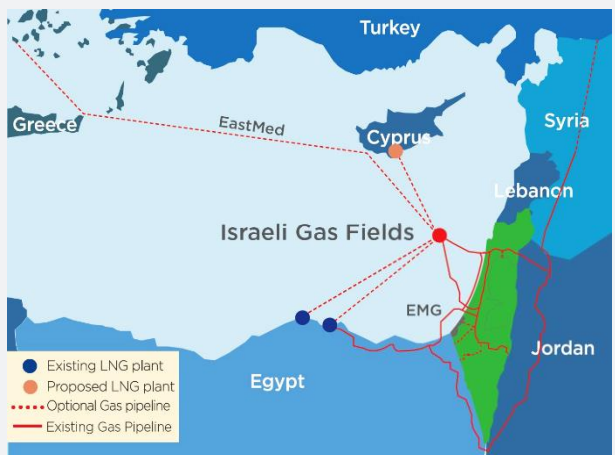 Turkey
Greece
EastMed
Cyprus
Syria
Lebanon
Israeli Gas Fields
EMG
Jordan
Egypt
Existing LNG plant
Proposed LNG plant
Optional Gas pipeline
Existing Gas Pipeline